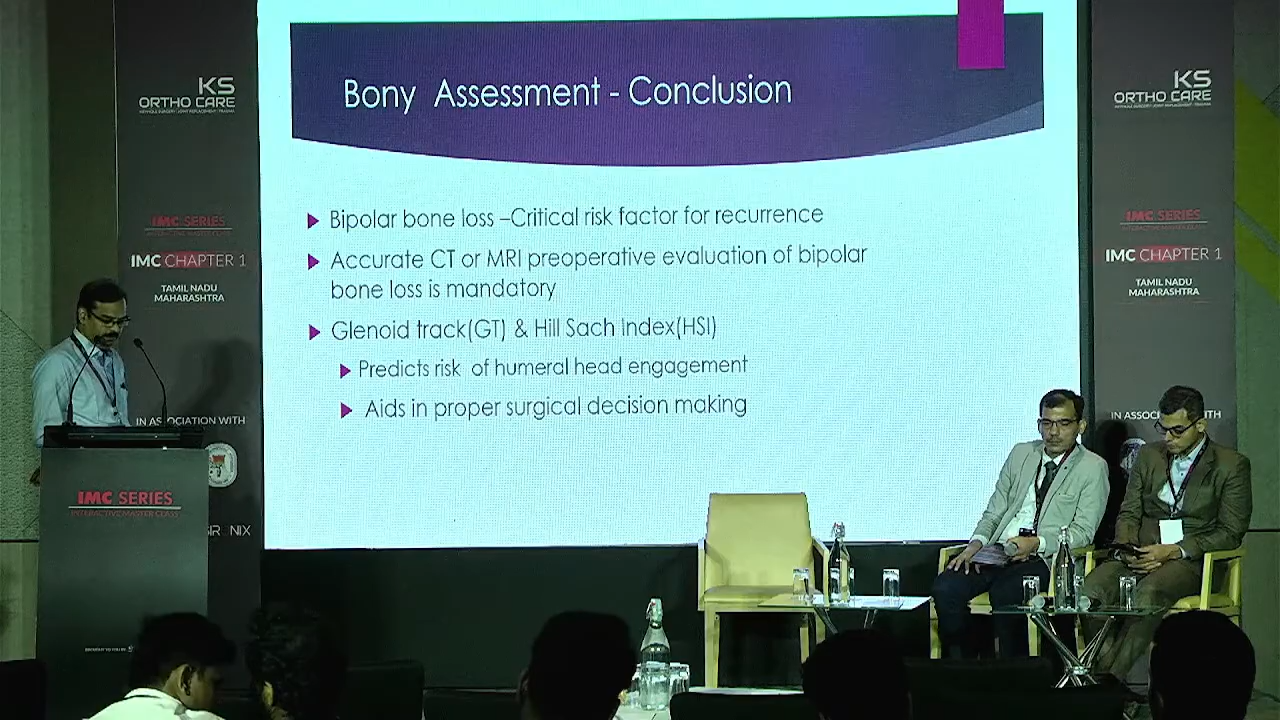 KS
ORTHO CARE
IMC SERIES
INTERACTIVE MASTER CLASS
IMC CHAPTER 1
TAMIL NADU
MAHARASHTRA
IN ASSOCIATION WITH
IMC SERIES
INTERACTIVE MASTER CLASS
Bony Assessment - Conclusion
Bipolar bone loss –Critical risk factor for recurrence
Accurate CT or MRI preoperative evaluation of bipolar
bone loss is mandatory
Glenoid track(GT) & Hill Sach Index(HSI)
Predicts risk of humeral head engagement
Aids in proper surgical decision making
KS
ORTHO CARE
IMC SERIES
IMC CHAPTER 1
TAMIL NADU
MAHARASHTRA